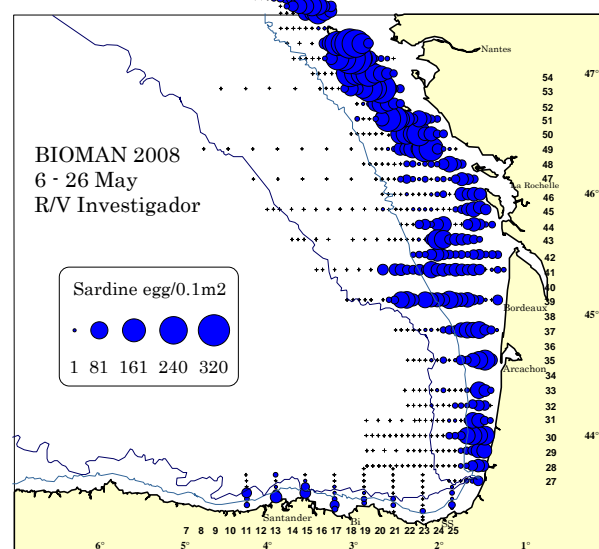 Nantes
47°
54
53
52
51
50
49
48
47
La Rochelle
46
46°
45
44
43
42
41
40
39
Bordeaux
38
37
36
35
Arcachon
34
33
32
31
30
44°
29
28
27
BIOMAN 2008
6 - 26 May
R/V Investigador
Sardine egg/0.1m2
1 81 161 240 320
Santander
Bi
SS
7 8 9 10 11 12 13 14 15 16 17 18 19 20 21 22 23 24 25
6° 5° 4° 3° 2° 1°